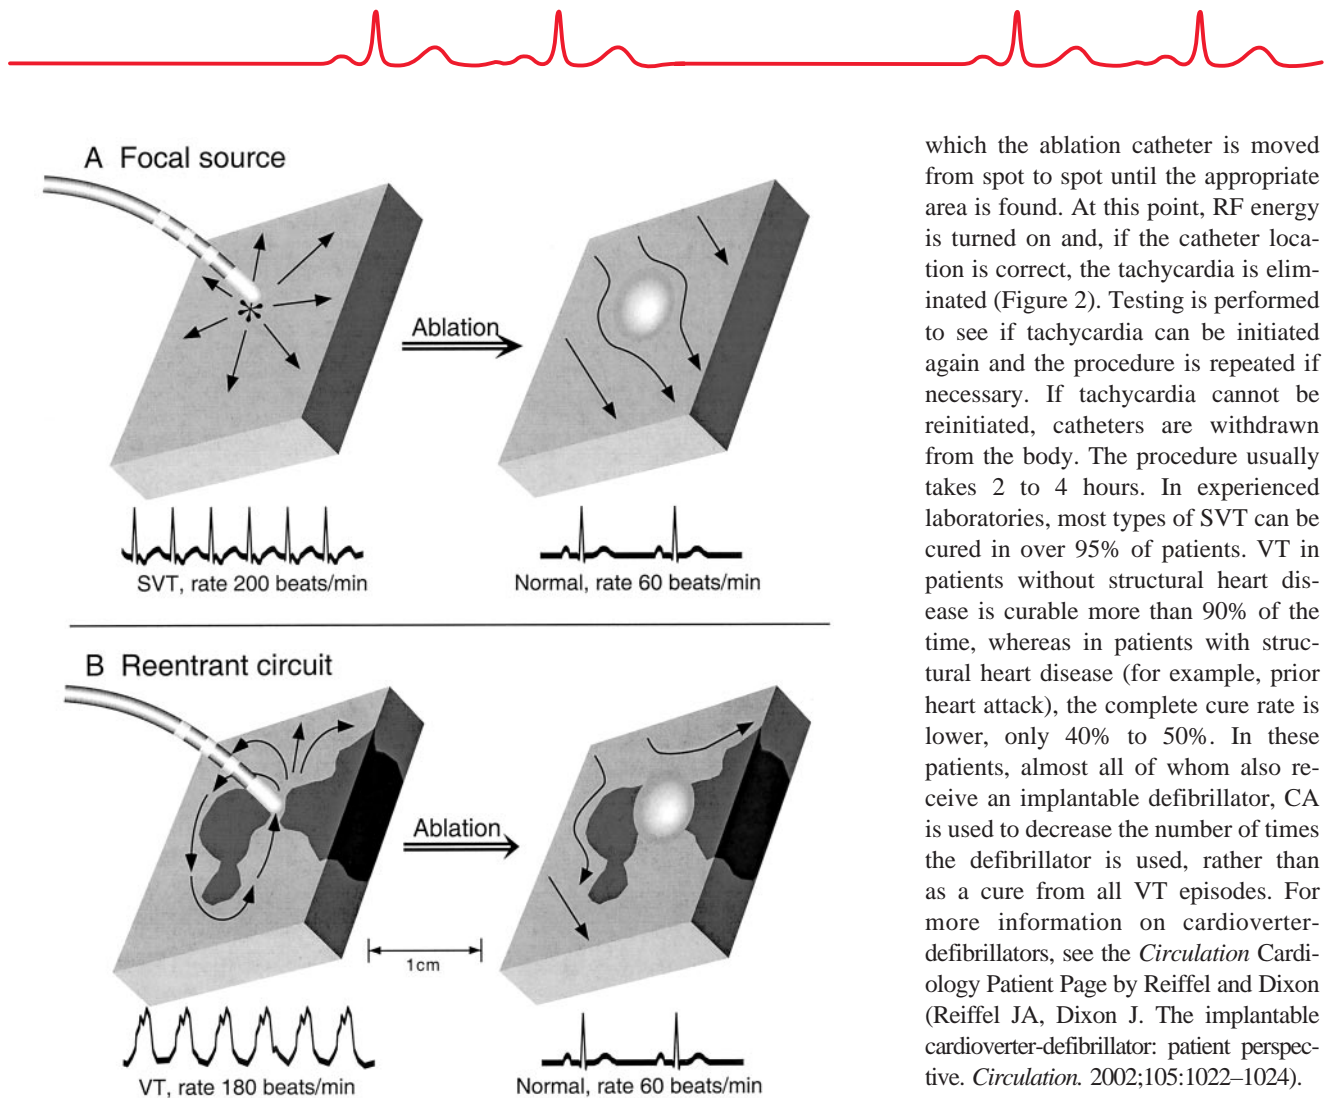 A Focal source
Ablation
SVT, rate 200 beats/min
Normal, rate 60 beats/min
B Reentrant circuit
Ablation
1cm
VT, rate 180 beats/min
Normal, rate 60 beats/min
which the ablation catheter is moved
from spot to spot until the appropriate
area is found. At this point, RF energy
is turned on and, if the catheter loca-
tion is correct, the tachycardia is elim-
inated (Figure 2). Testing is performed
to see if tachycardia can be initiated
again and the procedure is repeated if
necessary. If tachycardia cannot be
reinitiated, catheters are withdrawn
from the body. The procedure usually
takes 2 to 4 hours. In experienced
laboratories, most types of SVT can be
cured in over 95% of patients. VT in
patients without structural heart dis-
ease is curable more than 90% of the
time, whereas in patients with struc-
tural heart disease (for example, prior
heart attack), the complete cure rate is
lower, only 40% to 50%. In these
patients, almost all of whom also re-
ceive an implantable defibrillator, CA
is used to decrease the number of times
the defibrillator is used, rather than
as a cure from all VT episodes. For
more information on cardioverter-
defibrillators, see the Circulation Cardi-
ology Patient Page by Reiffel and Dixon
(Reiffel JA, Dixon J. The implantable
cardioverter-defibrillator: patient perspec-
tive. Circulation. 2002;105:1022–1024).